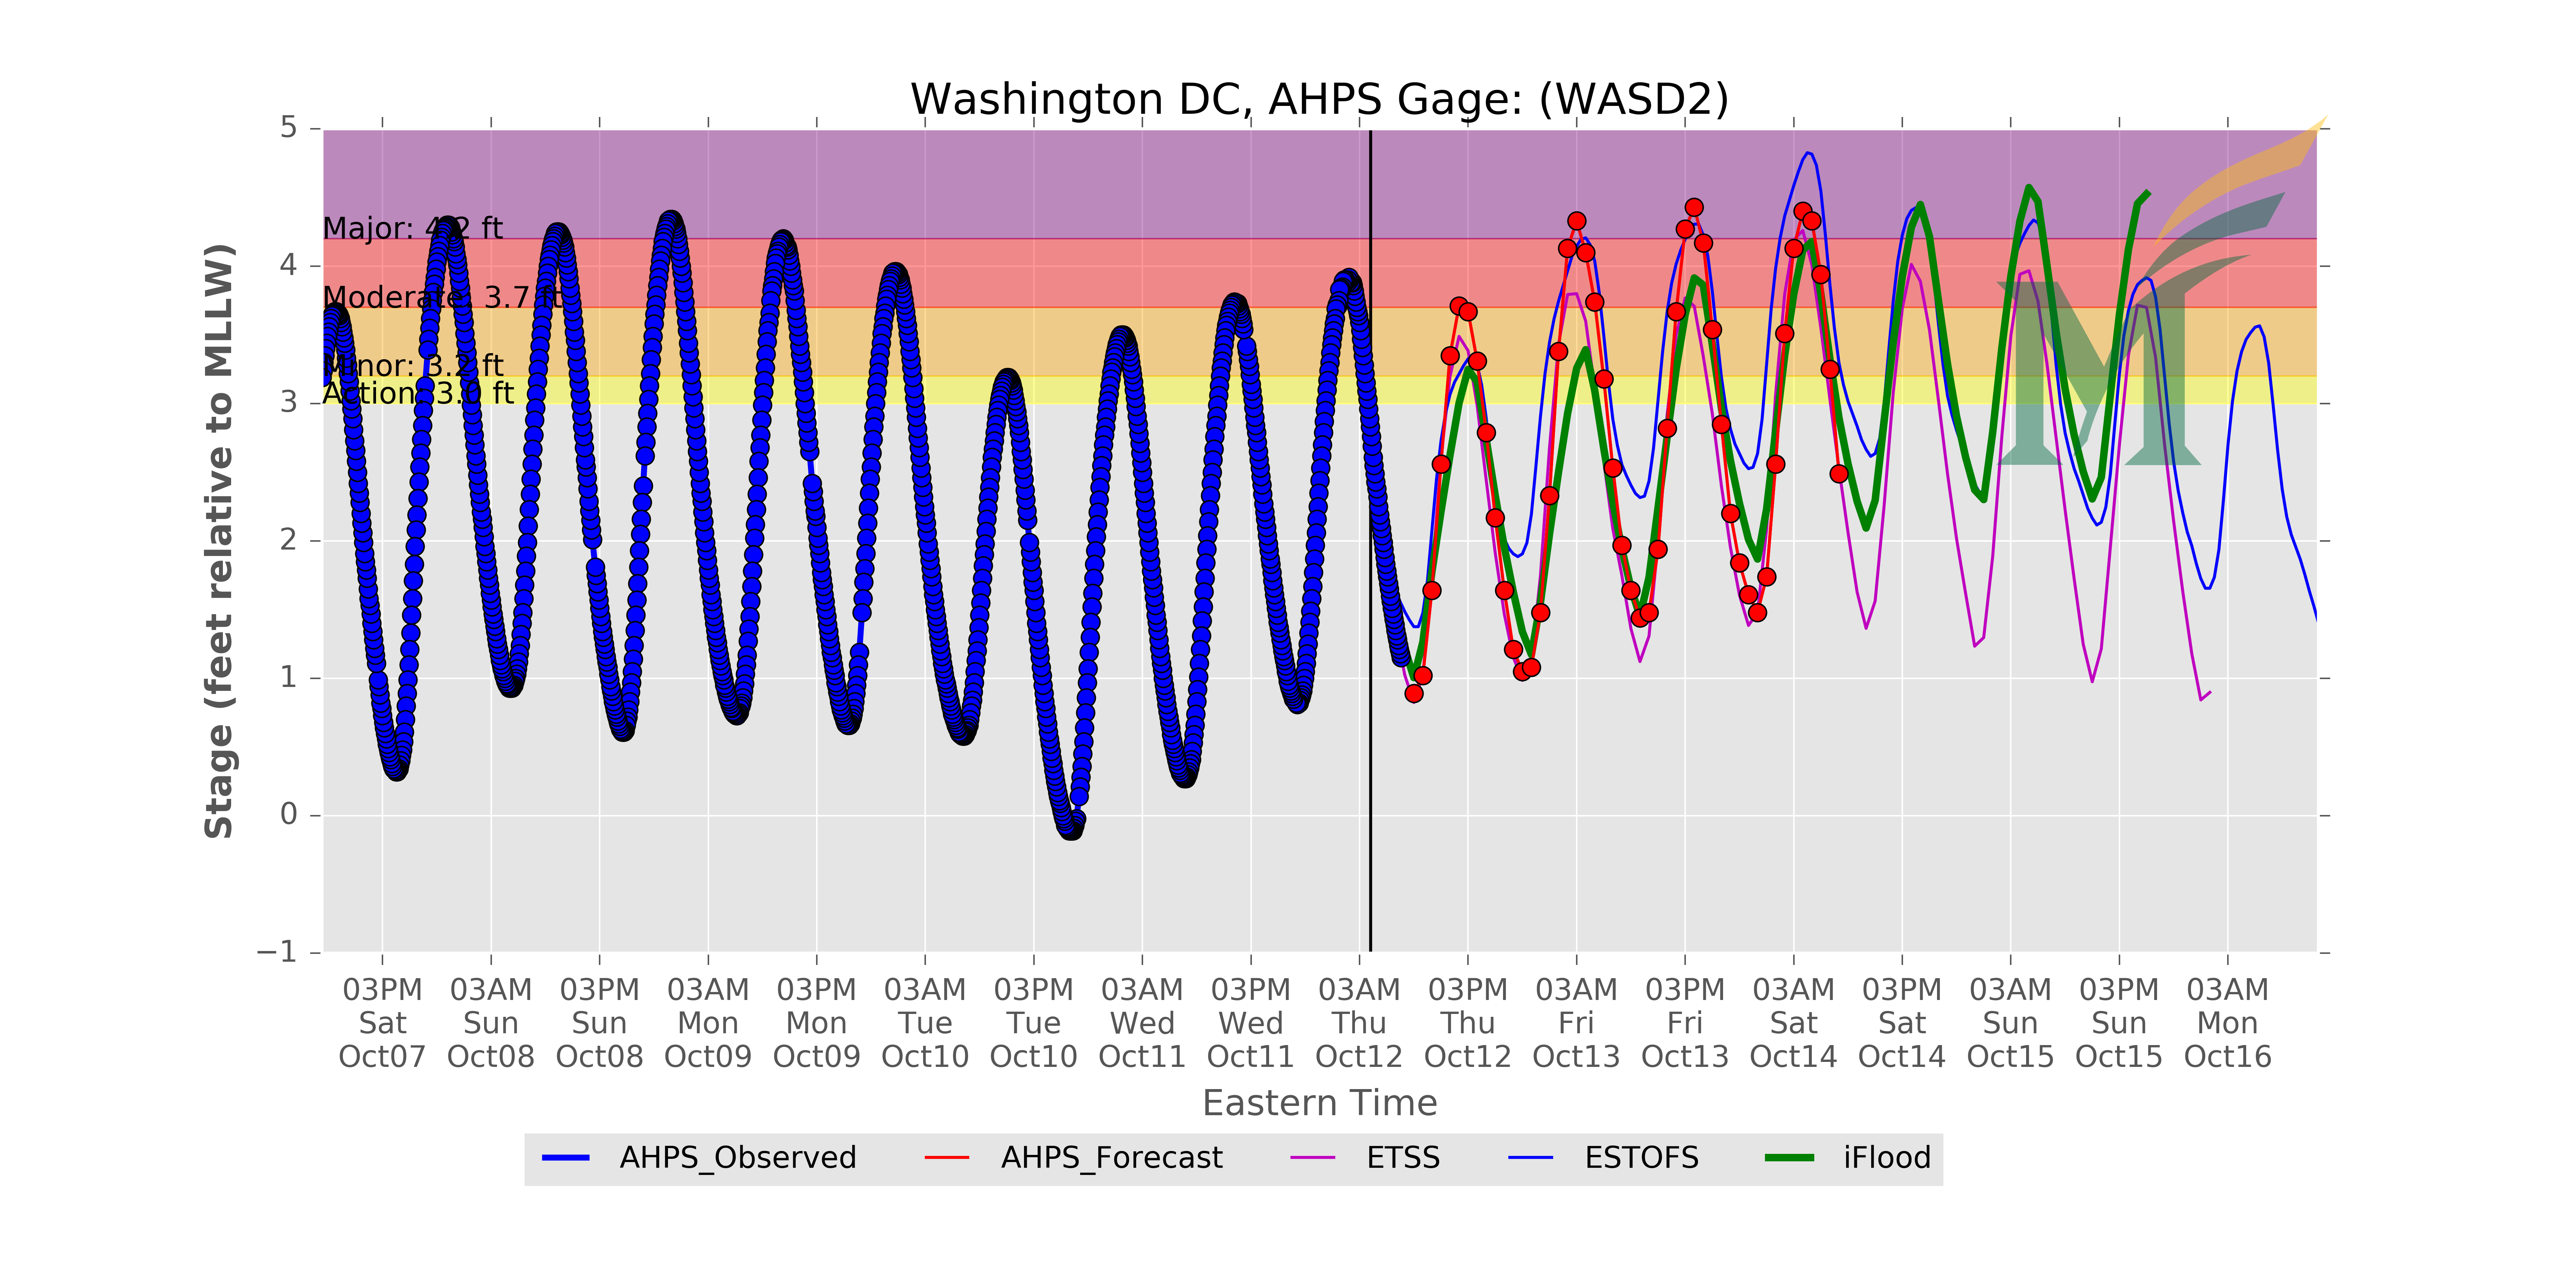 Washington DC, AHPS Gage: (WASD2)
Stage (feet relative to MLLW)
5
4
3
2
1
0
−1
Major: 4.2 ft
Moderate: 3.7 ft
Minor: 3.2 ft
Action: 3.0 ft
03PM 03AM 03PM 03AM 03PM 03AM 03PM 03AM 03PM 03AM 03PM 03AM 03PM 03AM 03PM 03AM 03PM 03AM
Sat Sun Sun Mon Mon Tue Tue Wed Wed Thu Thu Fri Fri Sat Sat Sun Sun Mon
Oct07 Oct08 Oct08 Oct09 Oct09 Oct10 Oct10 Oct11 Oct11 Oct12 Oct12 Oct13 Oct13 Oct14 Oct14 Oct15 Oct15 Oct16
Eastern Time
AHPS_Observed AHPS_Forecast ETSS ESTOFS iFlood